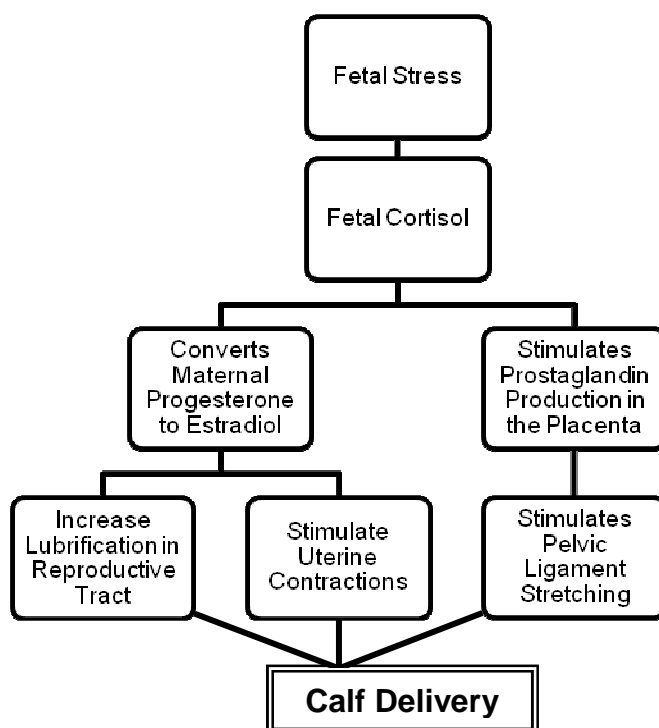 Fetal Stress
Fetal Cortisol
Converts
Maternal
Progesterone
to Estradiol
Stimulates
Prostaglandin
Production in
the Placenta
Increase
Lubrification in
Reproductive
Tract
Stimulate
Uterine
Contractions
Stimulates
Pelvic
Ligament
Stretching
Calf Delivery